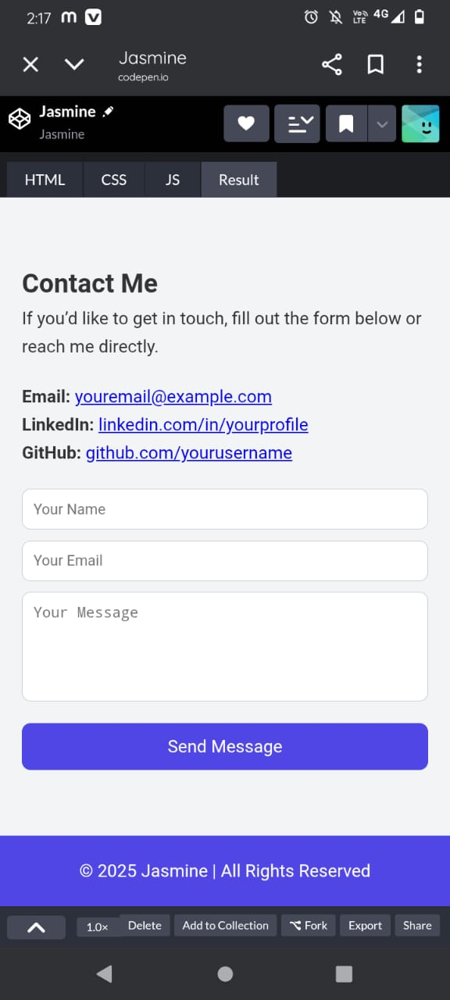 2:17 m V Vo)) LTE 4G
Jasmine
codepen.io
Jasmine
Jasmine
HTML CSS JS Result
Contact Me
If you’d like to get in touch, fill out the form below or
reach me directly.
Email: youremail@example.com
LinkedIn: linkedin.com/in/yourprofile
GitHub: github.com/yourusername
Your Name
Your Email
Your Message
Send Message
© 2025 Jasmine | All Rights Reserved
1.0× Delete Add to Collection Fork Export Share